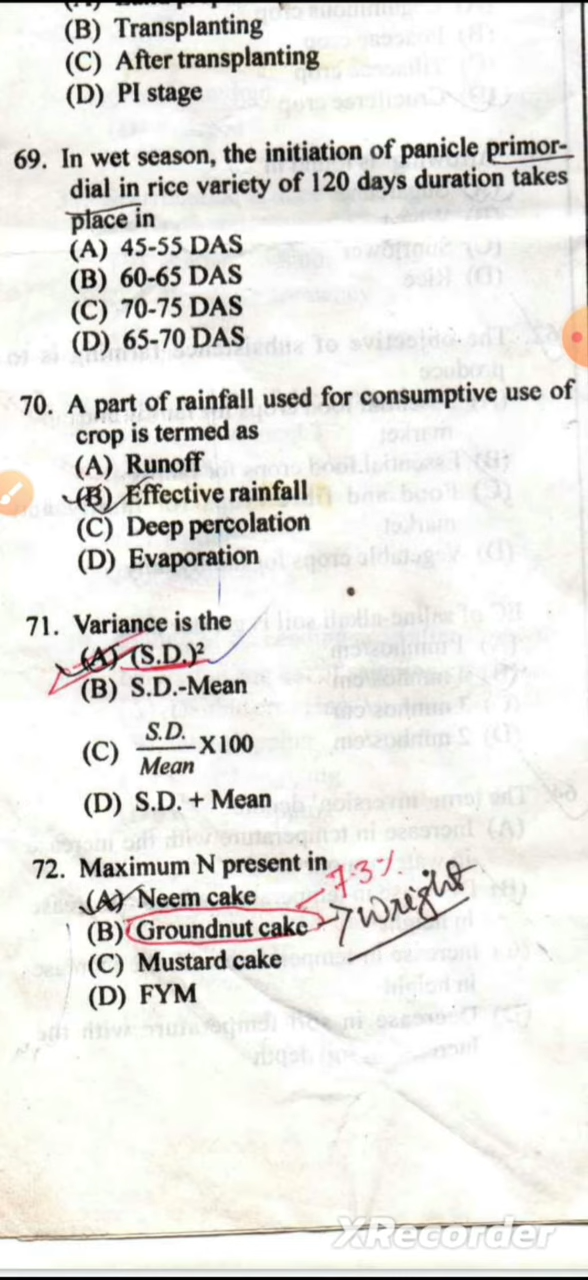 (B) Transplanting
(C) After transplanting
(D) PI stage
69. In wet season, the initiation of panicle primor-
dial in rice variety of 120 days duration takes
place in
(A) 45-55 DAS
(B) 60-65 DAS
(C) 70-75 DAS
(D) 65-70 DAS
70. A part of rainfall used for consumptive use of
crop is termed as
(A) Runoff
(B) Effective rainfall
(C) Deep percolation
(D) Evaporation
71. Variance is the
(A) (S.D.)²
(B) S.D.-Mean
(C) S.D. / Mean X100
(D) S.D. + Mean
72. Maximum N present in 7.3%
(A) Neem cake
(B) Groundnut cake → Wright
(C) Mustard cake
(D) FYM
XRecorder